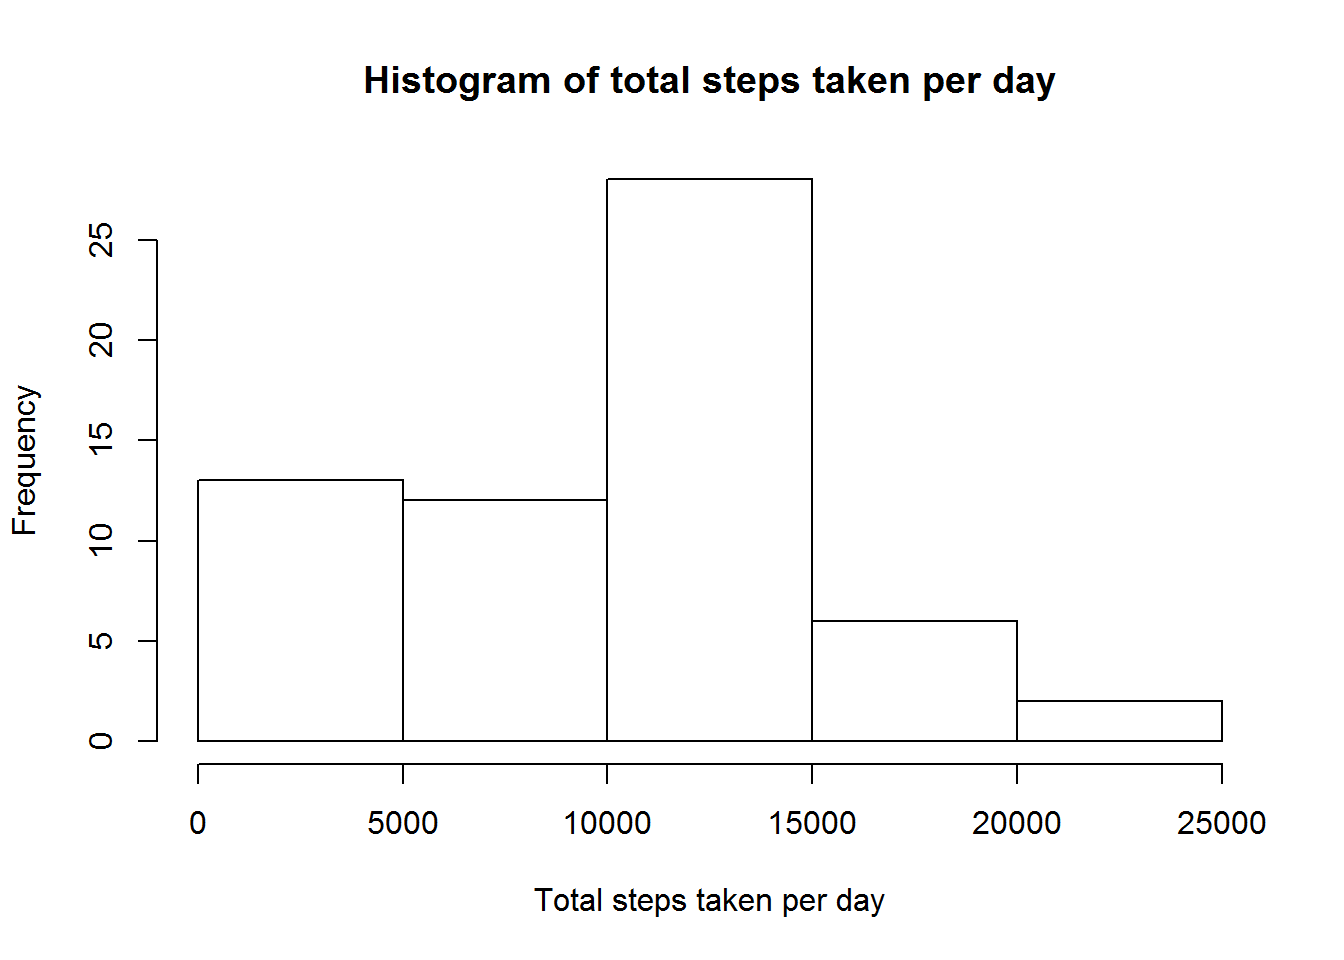 Histogram of total steps taken per day
Frequency
25
20
15
10
5
0
0 5000 10000 15000 20000 25000
Total steps taken per day